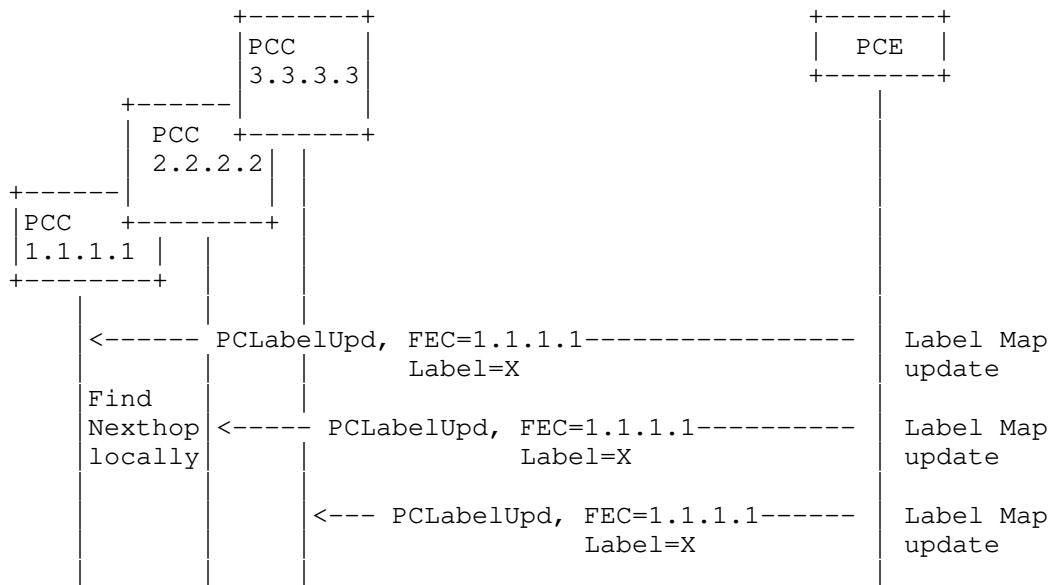 PCC PCE
3.3.3.3
PCC
2.2.2.2
PCC
1.1.1.1
<------ PCLabelUpd, FEC=1.1.1.1----------------- Label Map
Label=X update
Find
Nexthop <----- PCLabelUpd, FEC=1.1.1.1---------- Label Map
locally Label=X update
<--- PCLabelUpd, FEC=1.1.1.1------ Label Map
Label=X update